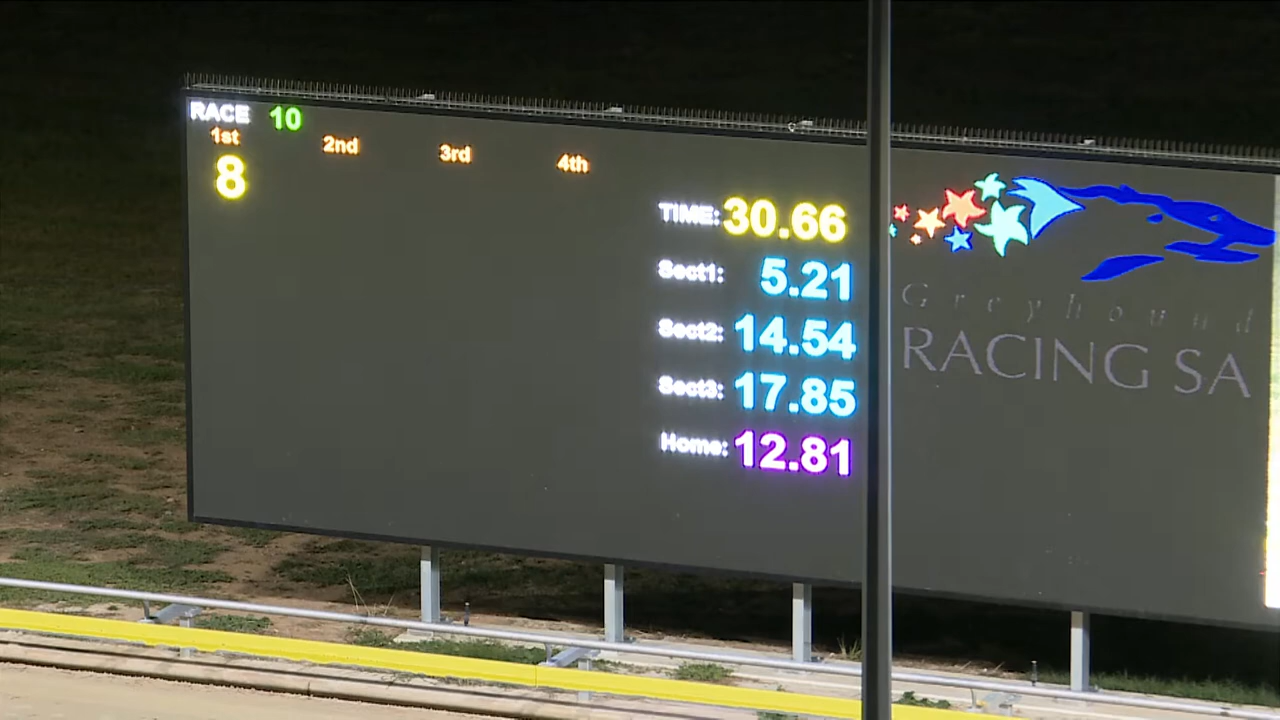 RACE 10
1st 2nd 3rd 4th
8
TIME: 30.66
Sect1: 5.21
Sect2: 14.54
Sect3: 17.85
Home: 12.81
Greyhound
RACING SA